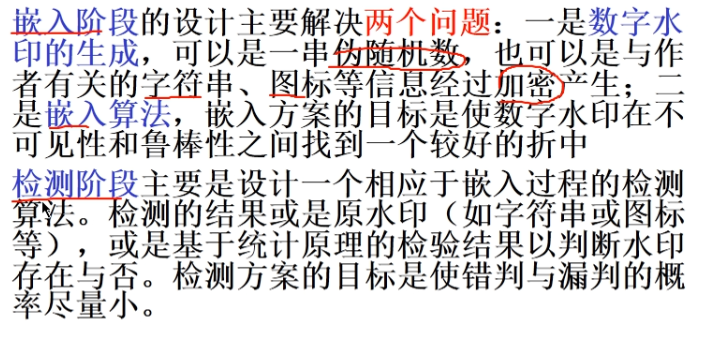 嵌入阶段的设计主要解决两个问题：一是数字水
印的生成，可以是一串伪随机数，也可以是与作
者有关的字符串、图标等信息经过加密产生；二
是嵌入算法，嵌入方案的目标是使数字水印在不
可见性和鲁棒性之间找到一个较好的折中
检测阶段主要是设计一个相应于嵌入过程的检测
算法。检测的结果或是原水印（如字符串或图标
等），或是基于统计原理的检验结果以判断水印
存在与否。检测方案的目标是使错判与漏判的概
率尽量小。